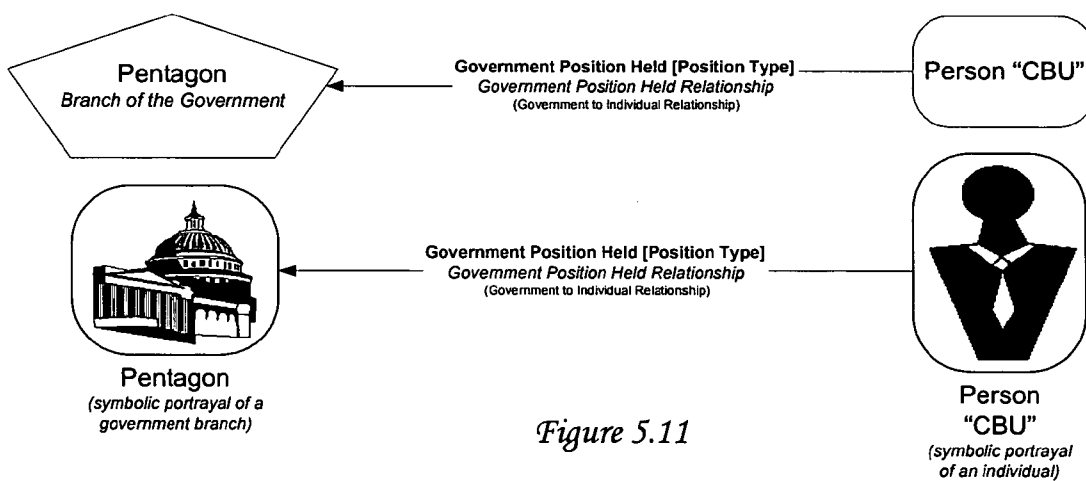 Pentagon
Branch of the Government
Government Position Held [Position Type]
Government Position Held Relationship
(Government to Individual Relationship)
Person “CBU”
Government Position Held [Position Type]
Government Position Held Relationship
(Government to Individual Relationship)
Pentagon
(symbolic portrayal of a
government branch)
Person
“CBU”
(symbolic portrayal
of an individual)
Figure 5.11